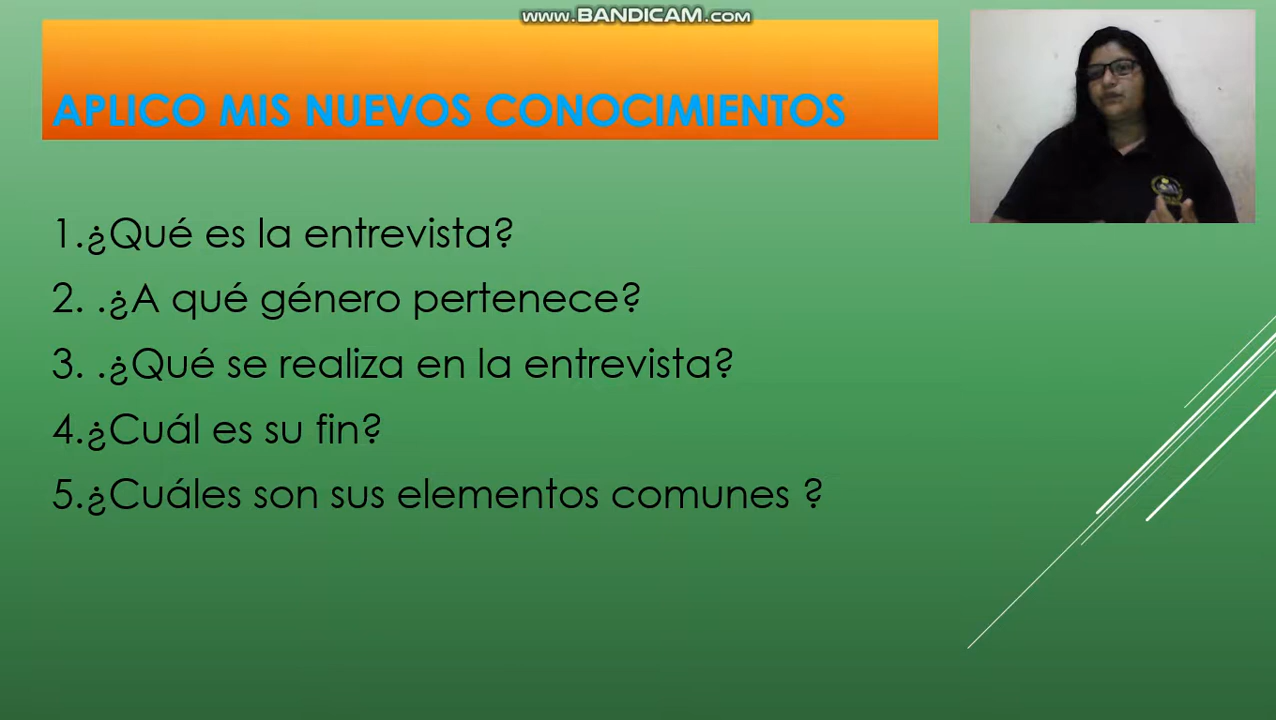 www.BANDICAM.com
APLICO MIS NUEVOS CONOCIMIENTOS
1.¿Qué es la entrevista?
2. .¿A qué género pertenece?
3. .¿Qué se realiza en la entrevista?
4.¿Cuál es su fin?
5.¿Cuáles son sus elementos comunes ?